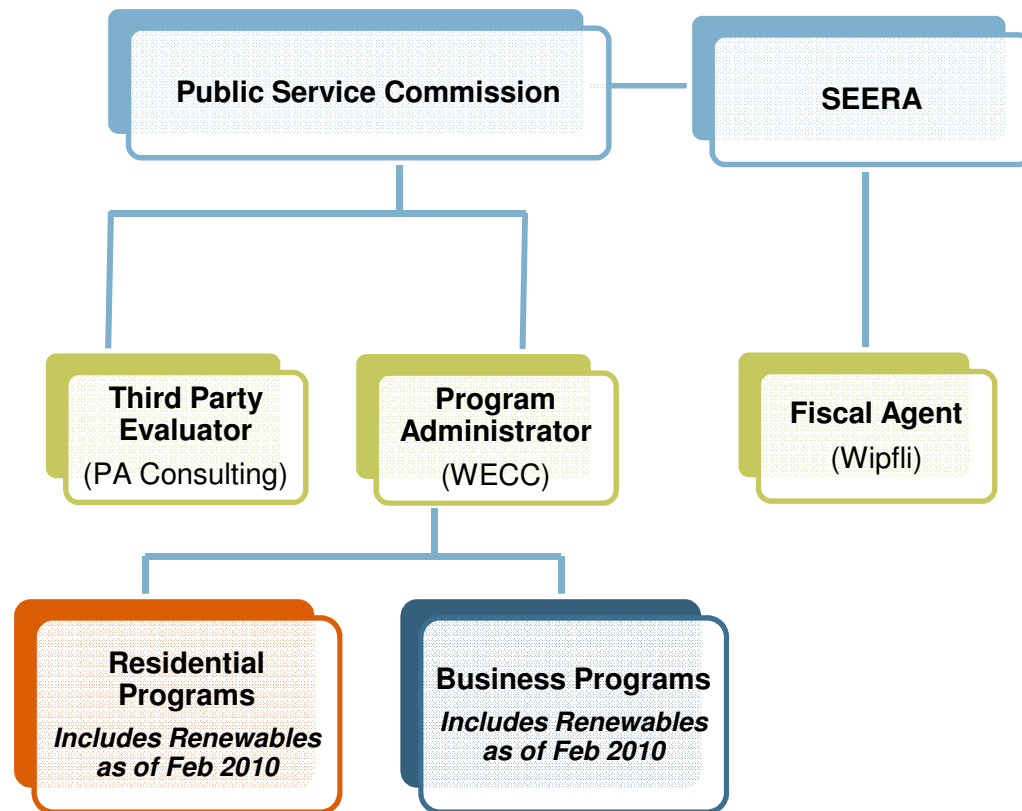 Public Service Commission
SEERA
Third Party
Evaluator
(PA Consulting)
Program
Administrator
(WECC)
Fiscal Agent
(Wipfli)
Residential
Programs
Includes Renewables
as of Feb 2010
Business Programs
Includes Renewables
as of Feb 2010